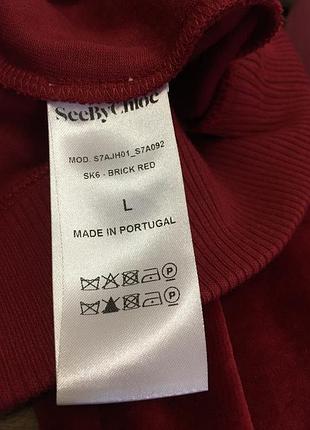 SeeByChloé
MOD. S7AJH01_S7A092
SK6 - BRICK RED
L
MADE IN PORTUGAL
P
P